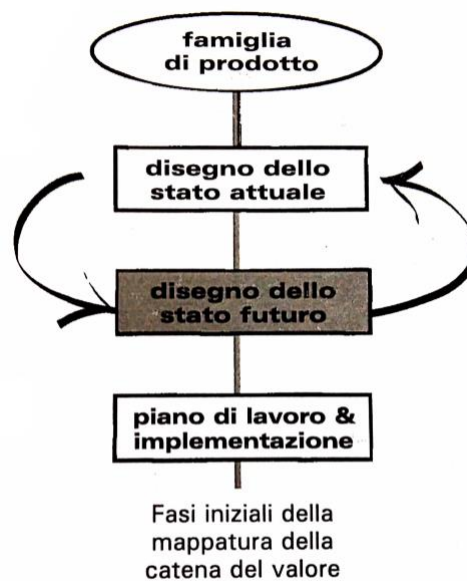 famiglia
di prodotto
disegno dello
stato attuale
disegno dello
stato futuro
piano di lavoro &
implementazione
Fasi iniziali della
mappatura della
catena del valore